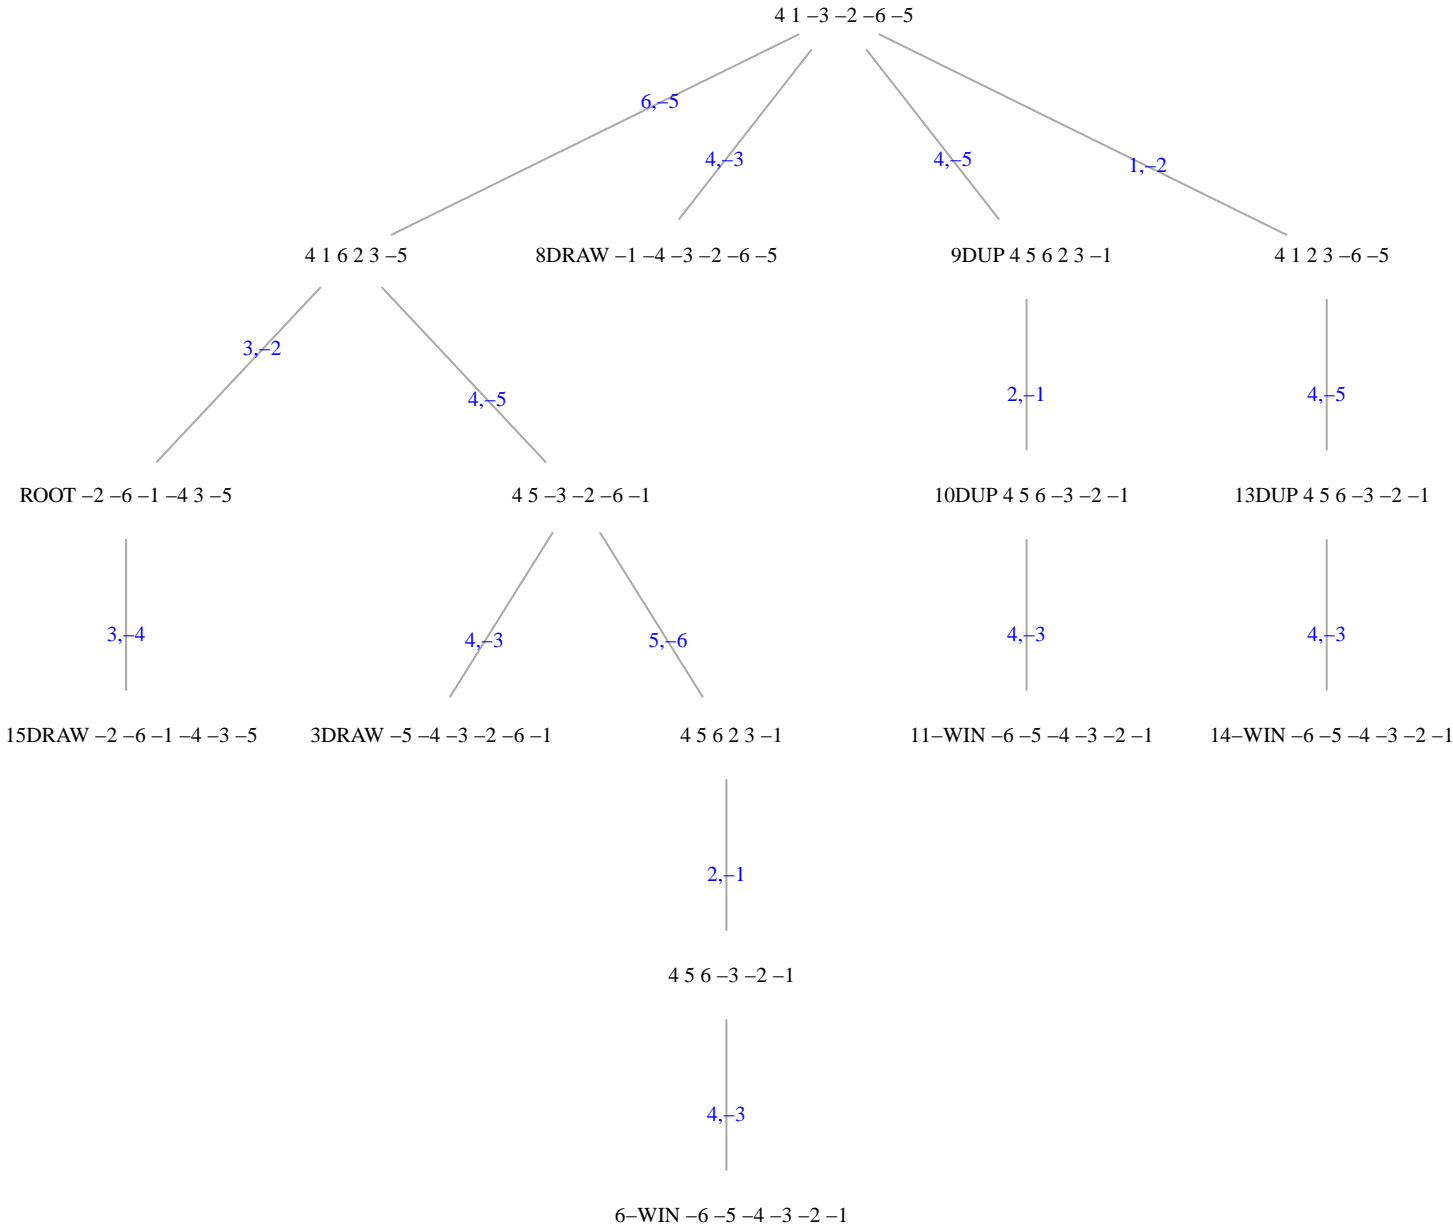 4 1 –3 –2 –6 –5
6,–5
4,–3
4,–5
1,–2
4 1 6 2 3 –5
8DRAW –1 –4 –3 –2 –6 –5
9DUP 4 5 6 2 3 –1
4 1 2 3 –6 –5
3,–2
4,–5
2,–1
4,–5
ROOT –2 –6 –1 –4 3 –5
4 5 –3 –2 –6 –1
10DUP 4 5 6 –3 –2 –1
13DUP 4 5 6 –3 –2 –1
3,–4
4,–3
5,–6
4,–3
4,–3
15DRAW –2 –6 –1 –4 –3 –5
3DRAW –5 –4 –3 –2 –6 –1
4 5 6 2 3 –1
11–WIN –6 –5 –4 –3 –2 –1
14–WIN –6 –5 –4 –3 –2 –1
2,–1
4 5 6 –3 –2 –1
4,–3
6–WIN –6 –5 –4 –3 –2 –1